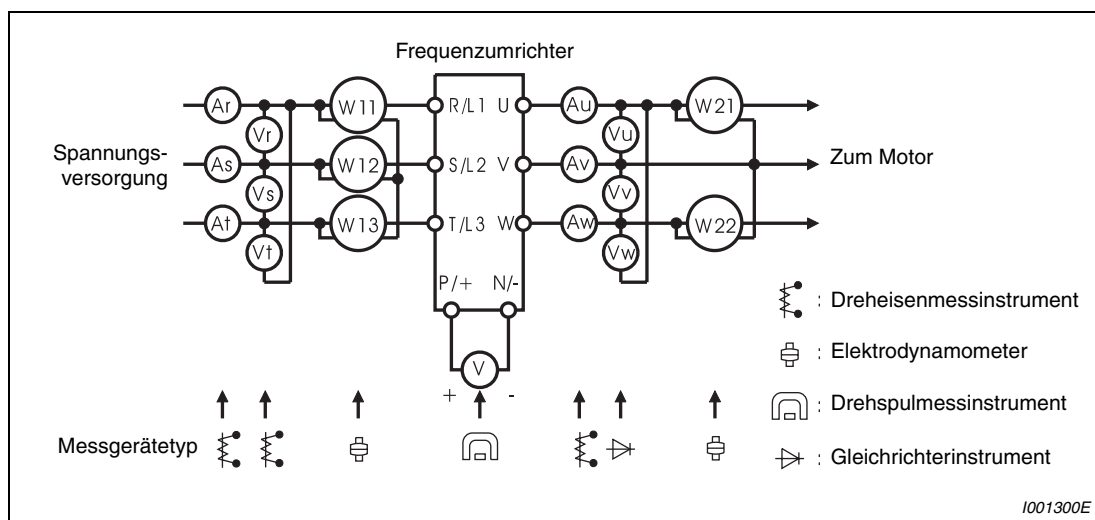 Frequenzumrichter
Ar
Vr
W11
R/L1
U
Au
Vu
W21
Spannungs-
versorgung
As
Vs
W12
S/L2
V
Av
Vv
Zum Motor
At
Vt
W13
T/L3
W
Aw
Vw
W22
P/+
N/-
V
+
-
: Dreheisenmessinstrument
: Elektrodynamometer
: Drehspulmessinstrument
: Gleichrichterinstrument
Messgerätetyp
I001300E